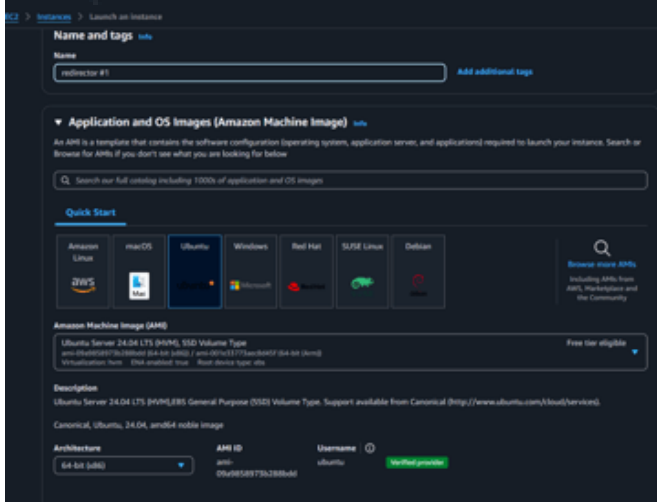 EC2 > Instances > Launch an instance
Name and tags Info
Name
redirector #1
Add additional tags
Application and OS Images (Amazon Machine Image) Info
An AMI is a template that contains the software configuration (operating system, application server, and applications) required to launch your instance. Search or
Browse for AMIs if you don't see what you are looking for below
Search our full catalog including 1000s of application and OS images
Quick Start
Amazon Linux
macOS
Ubuntu
Windows
Red Hat
SUSE Linux
Debian
aws
Mac
Microsoft
Browse more AMIs
Including AMIs from
AWS, Marketplace and
the Community
Amazon Machine Image (AMI)
Ubuntu Server 24.04 LTS (HVM), SSD Volume Type
Free tier eligible
Virtualization: hvm ENA enabled: true Root device type: ebs
Description
Ubuntu Server 24.04 LTS (HVM),EBS General Purpose (SSD) Volume Type. Support available from Canonical (http://www.ubuntu.com/cloud/services).
Canonical, Ubuntu, 24.04, amd64 noble image
Architecture
AMI ID
Username
64-bit (x86)
ami-
ubuntu
Verified provider